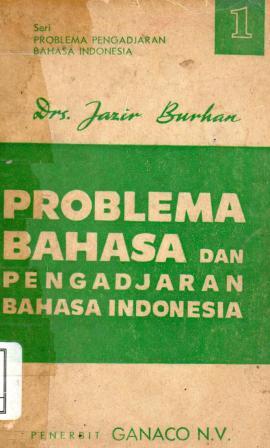 Seri
PROBLEMA PENGADJARAN
BAHASA INDONESIA
1
Drs. Jazir Burhan
PROBLEMA
BAHASA DAN
PENGADJARAN
BAHASA INDONESIA
PENERBIT GANACO N.V.